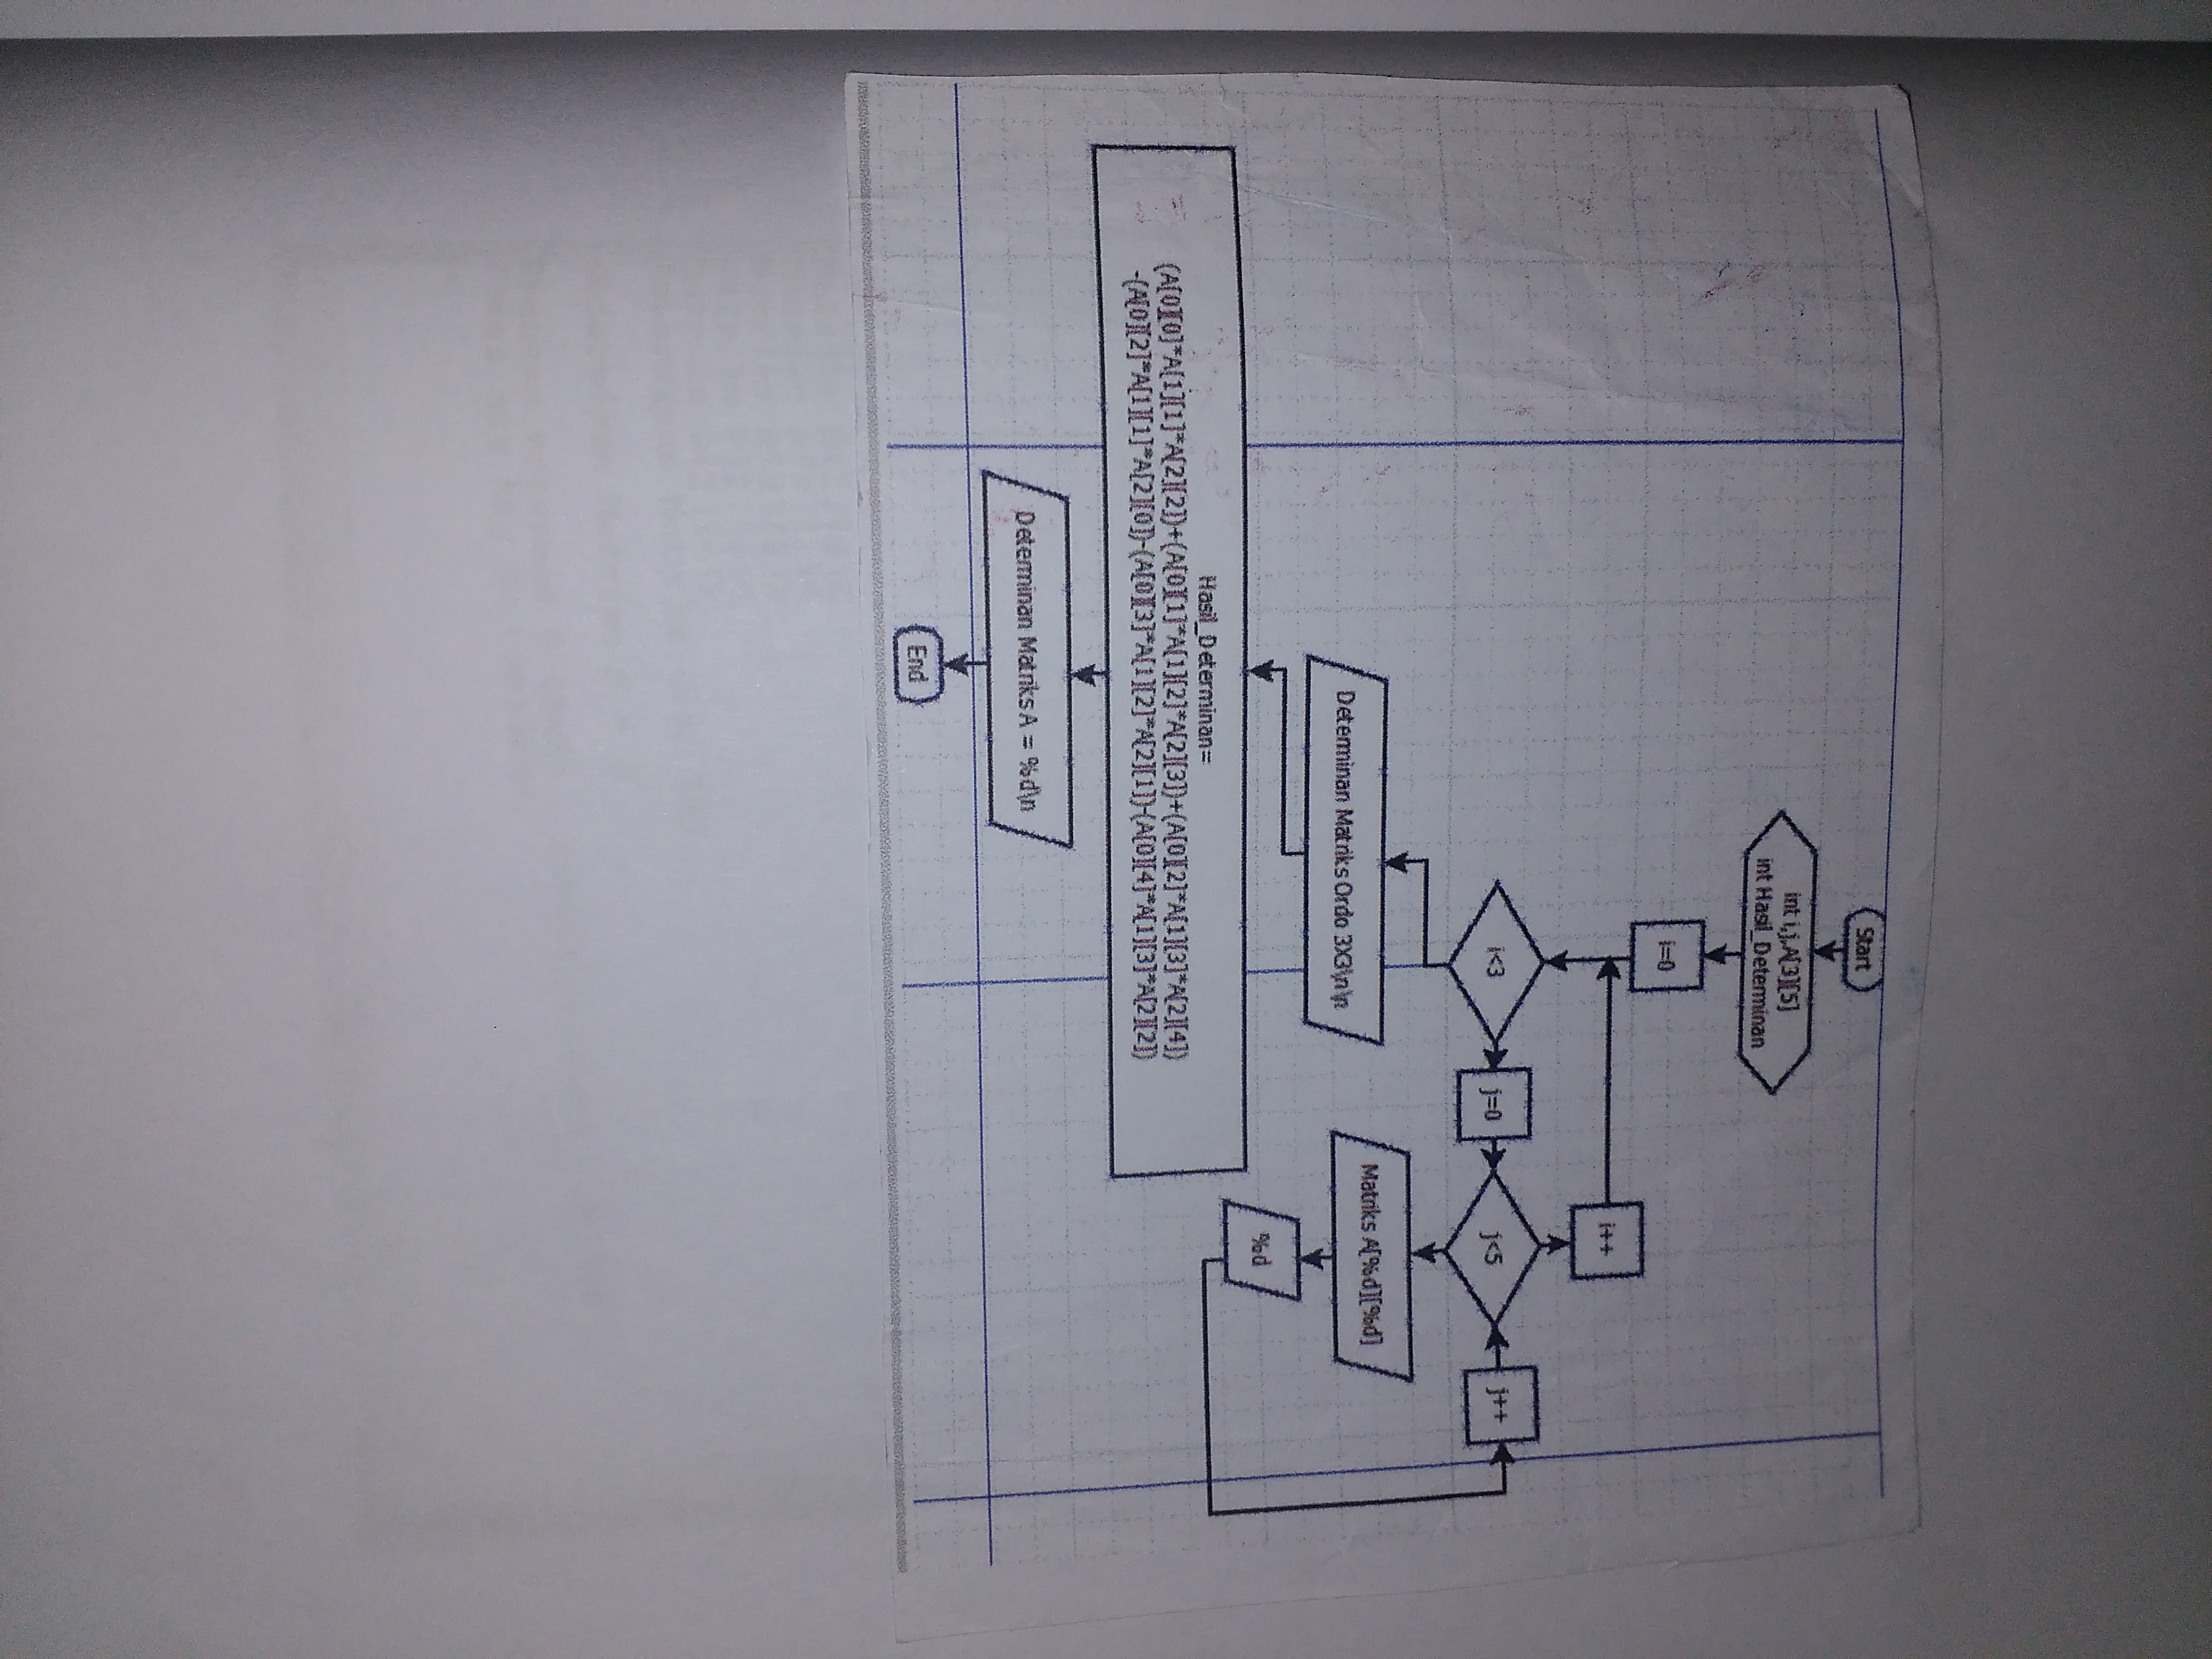 Start
int i,j,A[3][5]
int Hasil_Determinan
i=0
i++
i<3
j=0
j<5
j++
Determinan Matriks Ordo 3X3\n\n
Matriks A[%d][%d]
%d
Hasil_Determinan=
(A[0][0]*A[1][1]*A[2][2])+(A[0][1]*A[1][2]*A[2][3])+(A[0][2]*A[1][3]*A[2][4])
-(A[0][2]*A[1][1]*A[2][0])-(A[0][3]*A[1][2]*A[2][1])-(A[0][4]*A[1][3]*A[2][2])
Determinan Matriks A = %d\n
End